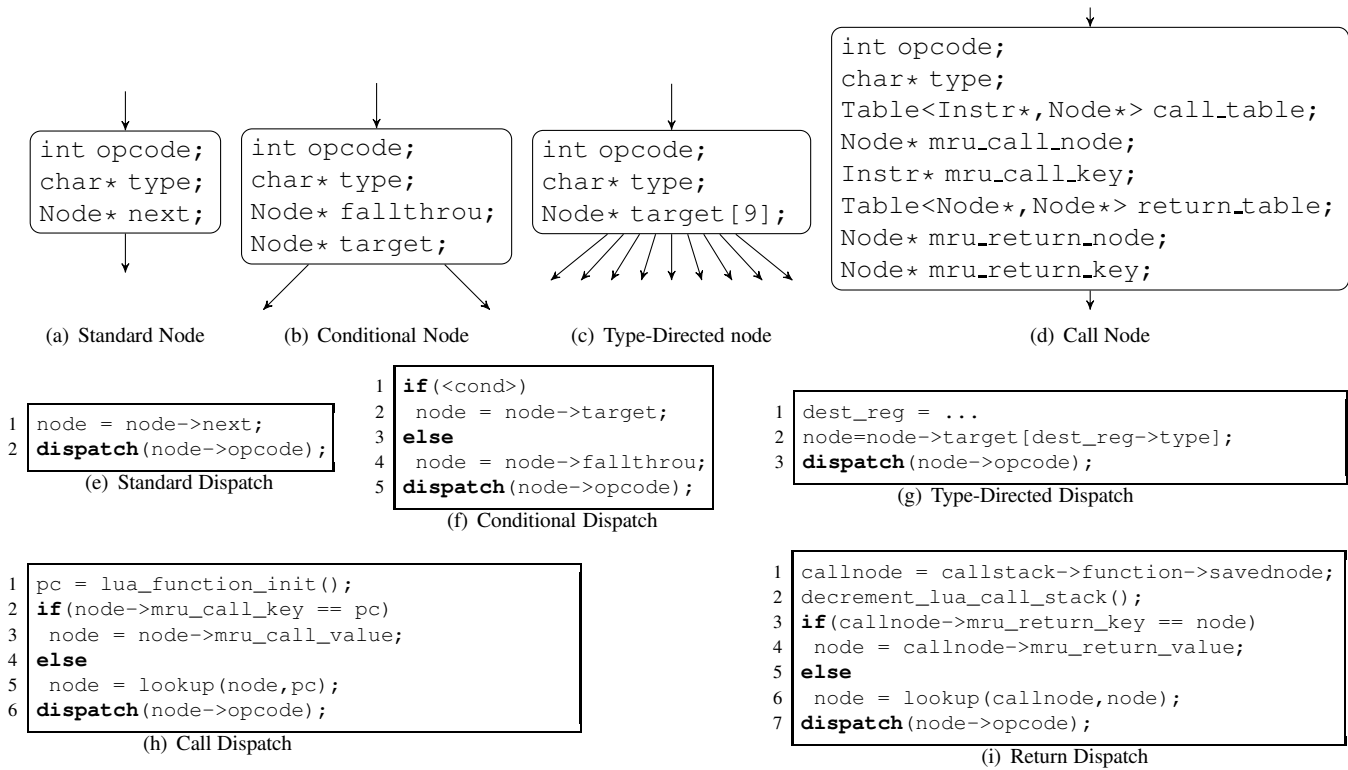 int opcode;
char* type;
Node* next;
(a) Standard Node
int opcode;
char* type;
Node* fallthrou;
Node* target;
(b) Conditional Node
int opcode;
char* type;
Node* target[9];
(c) Type-Directed node
int opcode;
char* type;
Table<Instr*,Node*> call_table;
Node* mru_call_node;
Instr* mru_call_key;
Table<Node*,Node*> return_table;
Node* mru_return_node;
Node* mru_return_key;
(d) Call Node
1 node = node->next;
2 dispatch(node->opcode);
(e) Standard Dispatch
1 if(<cond>)
2 node = node->target;
3 else
4 node = node->fallthrou;
5 dispatch(node->opcode);
(f) Conditional Dispatch
1 dest_reg = ...
2 node=node->target[dest_reg->type];
3 dispatch(node->opcode);
(g) Type-Directed Dispatch
1 pc = lua_function_init();
2 if(node->mru_call_key == pc)
3 node = node->mru_call_value;
4 else
5 node = lookup(node,pc);
6 dispatch(node->opcode);
(h) Call Dispatch
1 callnode = callstack->function->savednode;
2 decrement_lua_call_stack();
3 if(callnode->mru_return_key == node)
4 node = callnode->mru_return_value;
5 else
6 node = lookup(callnode,node);
7 dispatch(node->opcode);
(i) Return Dispatch